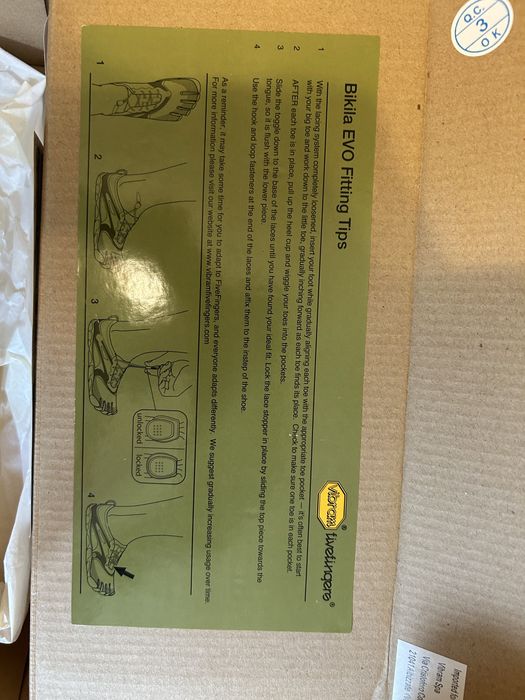 Q.C.
3
OK
Vibram® fivefingers®
Bikila EVO Fitting Tips
1 With the lacing system completely loosened, insert your foot while gradually aligning each toe with the appropriate toe pocket — it's often best to start
with your big toe and work down to the little toe, gradually inching forward as each toe finds its place. Check to make sure one toe is in each pocket.
2 AFTER each toe is in place, pull up the heel cup and wiggle your toes into the pockets.
3 Slide the toggle down to the base of the laces until you have found your ideal fit. Lock the lace stopper in place by sliding the top piece towards the
tongue, so it is flush with the lower piece.
4 Use the hook and loop fasteners at the end of the laces and affix them to the instep of the shoe.
As a reminder, it may take some time for you to adapt to FiveFingers, and everyone adapts differently. We suggest gradually increasing usage over time.
For more information please visit our website at www.vibramfivefingers.com
1 2 3 4
unlocked locked
Imported
Vibram Spa
Via
21041 Albizzate